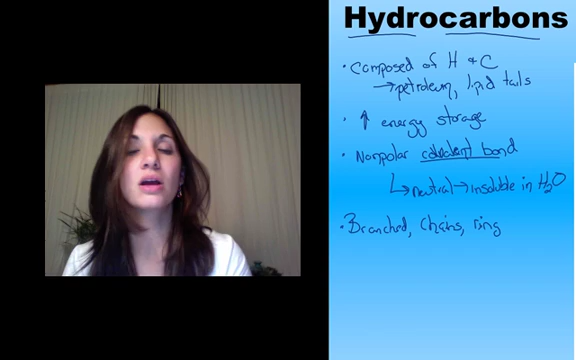 Hydrocarbons
• Composed of H & C
→ petroleum, lipid tails
• ↑ energy storage
• Nonpolar covalent bond
↳ neutral → insoluble in H₂O
• Branched, chains, ring